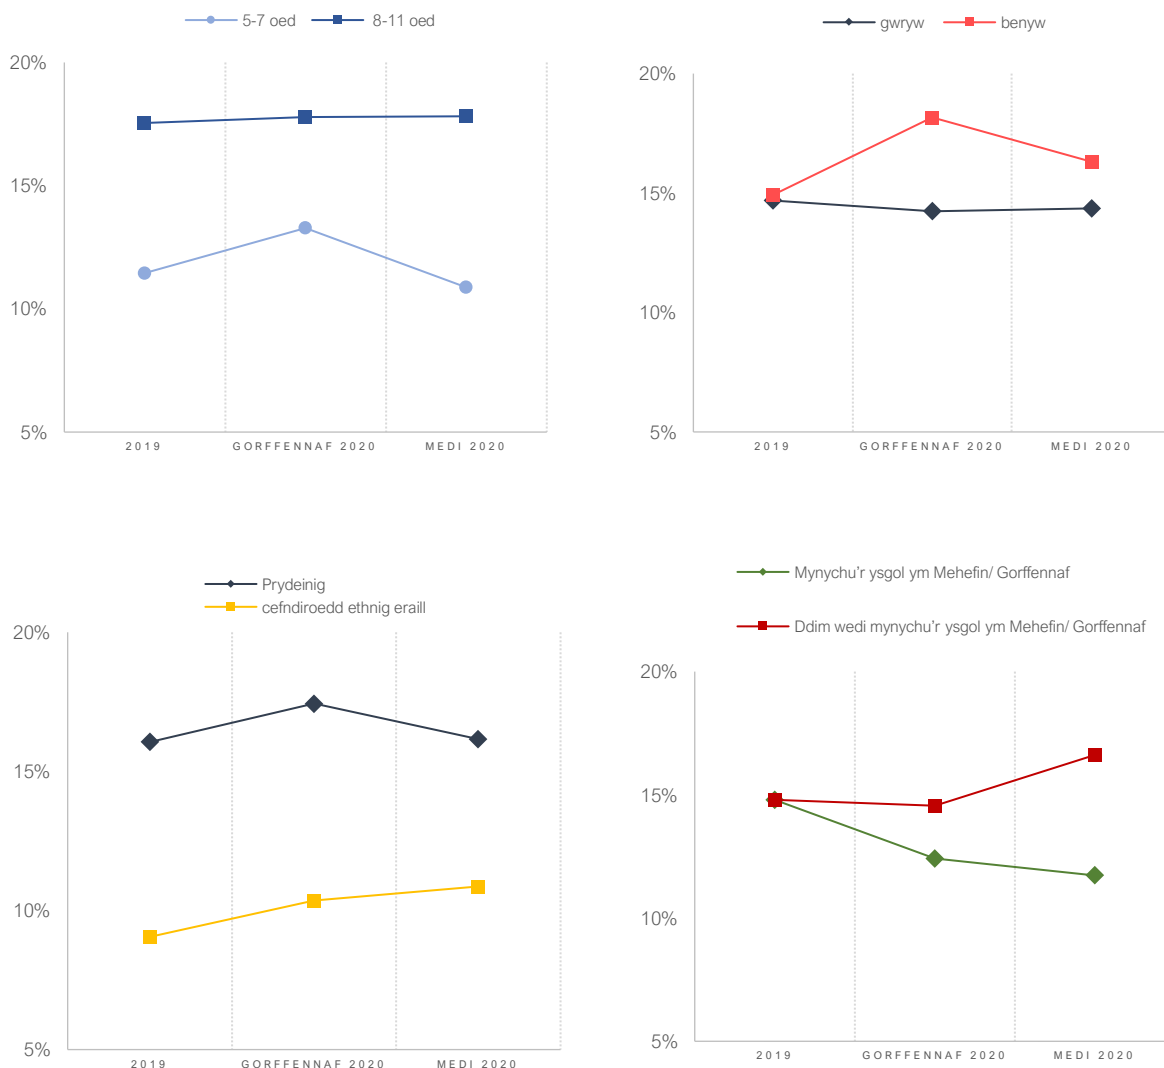 5-7 oed 8-11 oed
20%
15%
10%
5%
2019 GORFFENNAF 2020 MEDI 2020
gwryw benyw
20%
15%
10%
5%
2019 GORFFENNAF 2020 MEDI 2020
Prydeinig
cefndiroedd ethnig eraill
20%
15%
10%
5%
2019 GORFFENNAF 2020 MEDI 2020
Mynychu'r ysgol ym Mehefin/ Gorffennaf
Ddim wedi mynychu'r ysgol ym Mehefin/ Gorffennaf
20%
15%
10%
5%
2019 GORFFENNAF 2020 MEDI 2020